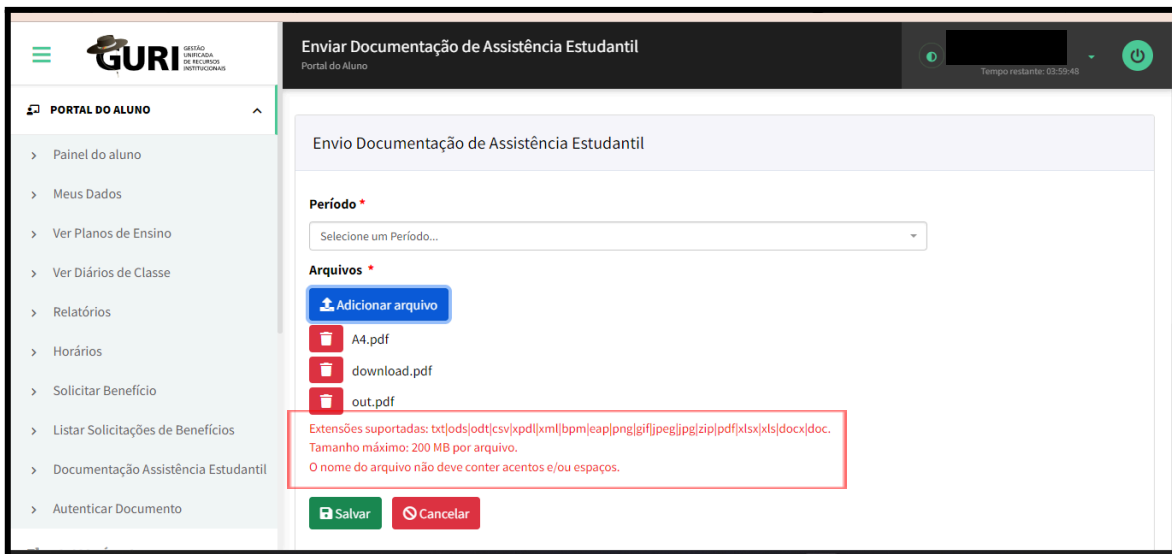 GURI GESTÃO
UNIFICADA
DE RECURSOS
INSTITUCIONAIS
Enviar Documentação de Assistência Estudantil
Portal do Aluno
Tempo restante: 03:59:48
PORTAL DO ALUNO
Painel do aluno
Meus Dados
Ver Planos de Ensino
Ver Diários de Classe
Relatórios
Horários
Solicitar Benefício
Listar Solicitações de Benefícios
Documentação Assistência Estudantil
Autenticar Documento
Envio Documentação de Assistência Estudantil
Período *
Selecione um Período...
Arquivos *
Adicionar arquivo
A4.pdf
download.pdf
out.pdf
Extensões suportadas: txt|ods|odt|csv|xpdl|xml|bpm|eap|png|gif|jpeg|jpg|zip|pdf|xlsx|xls|docx|doc.
Tamanho máximo: 200 MB por arquivo.
O nome do arquivo não deve conter acentos e/ou espaços.
Salvar
Cancelar